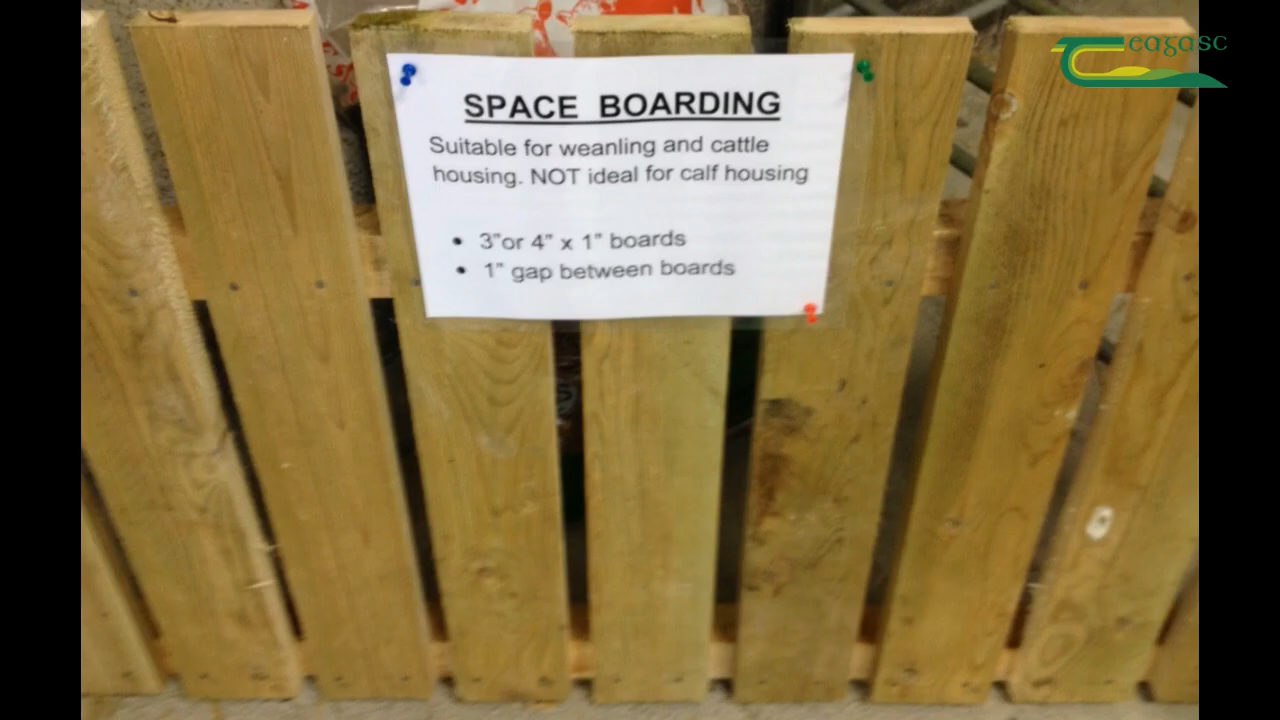 eagasc
SPACE BOARDING
Suitable for weanling and cattle
housing. NOT ideal for calf housing
• 3”or 4” x 1” boards
• 1” gap between boards